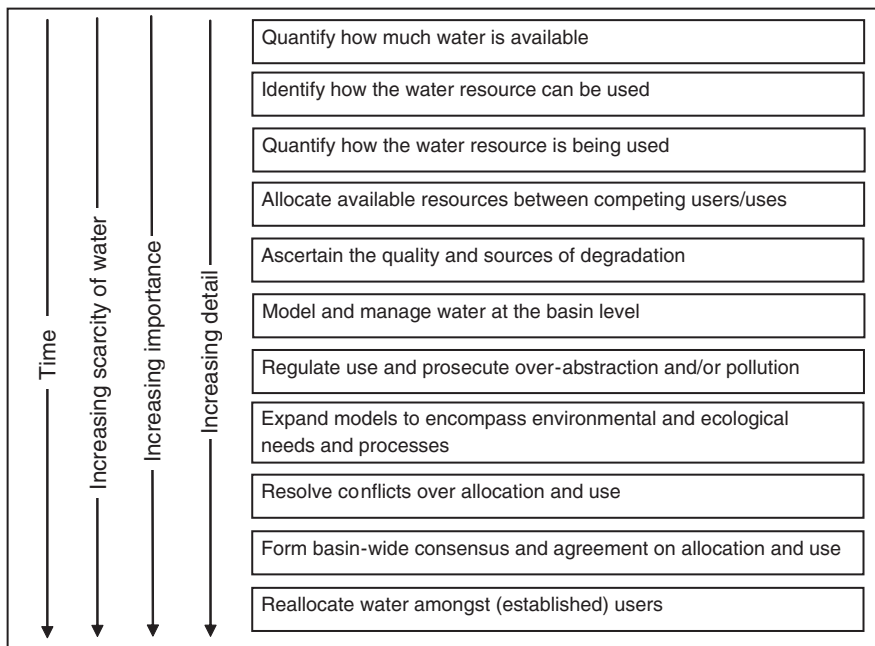 Time
Increasing scarcity of water
Increasing importance
Increasing detail
Quantify how much water is available
Identify how the water resource can be used
Quantify how the water resource is being used
Allocate available resources between competing users/uses
Ascertain the quality and sources of degradation
Model and manage water at the basin level
Regulate use and prosecute over-abstraction and/or pollution
Expand models to encompass environmental and ecological
needs and processes
Resolve conflicts over allocation and use
Form basin-wide consensus and agreement on allocation and use
Reallocate water amongst (established) users